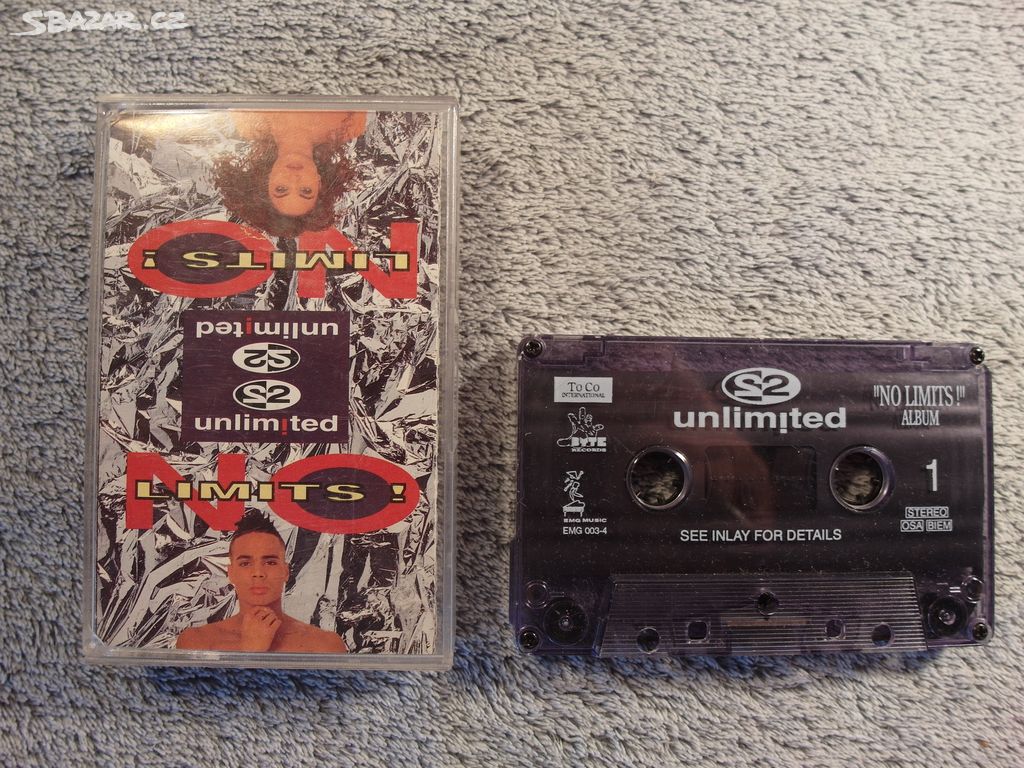 SBAZAR.CZ
NO
LIMITS !
unlimited
2
2
unlimited
NO
LIMITS !
To Co
INTERNATIONAL
BYTE
RECORDS
EMG MUSIC
EMG 003-4
2
unlimited
SEE INLAY FOR DETAILS
"NO LIMITS!"
ALBUM
1
STEREO
OSA BIEM